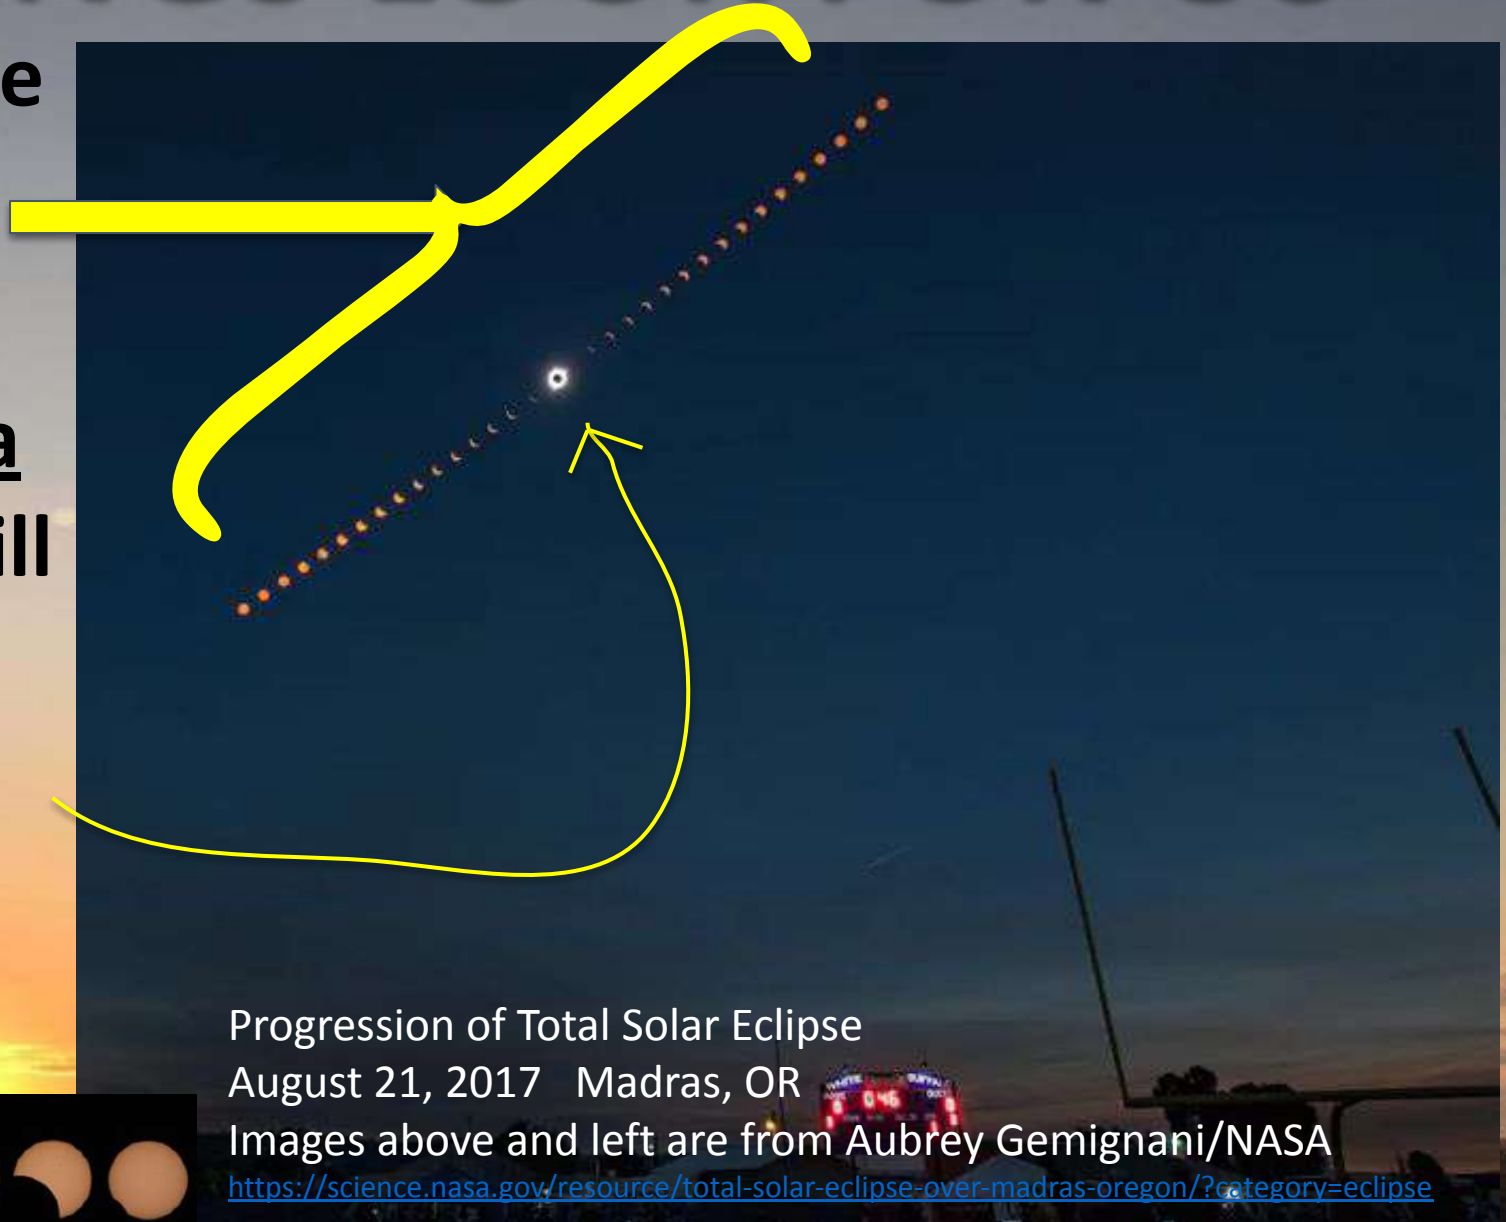 e
a
ill
Progression of Total Solar Eclipse
August 21, 2017   Madras, OR
Images above and left are from Aubrey Gemignani/NASA
https://science.nasa.gov/resource/total-solar-eclipse-over-madras-oregon/?category=eclipse